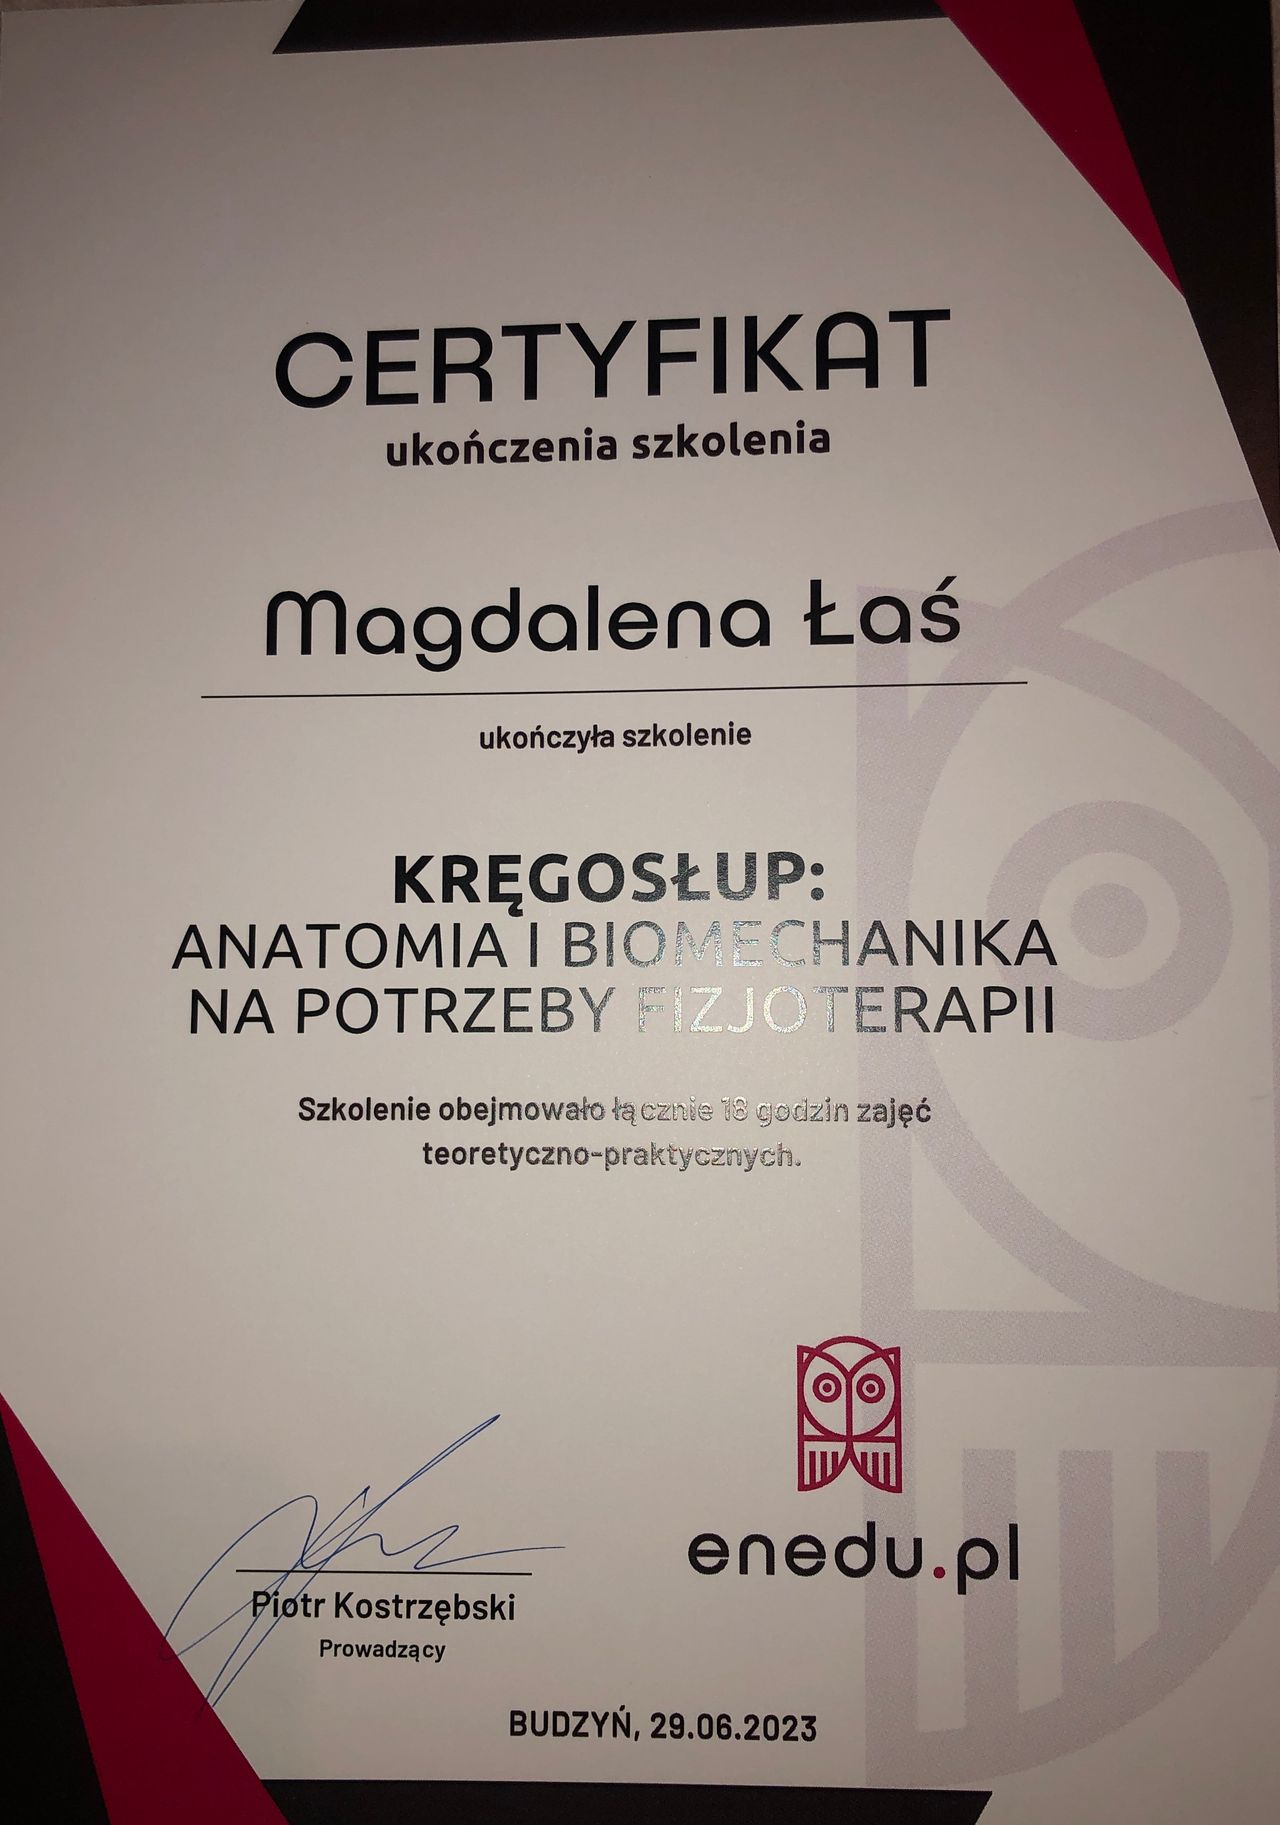 CERTYFIKAT
ukończenia szkolenia
Magdalena Łaś
ukończyła szkolenie
KRĘGOSŁUP:
ANATOMIA I BIOMECHANIKA
NA POTRZEBY FIZJOTERAPII
Szkolenie obejmowało łącznie 18 godzin zajęć
teoretyczno-praktycznych.
enedu.pl
Piotr Kostrzębski
Prowadzący
BUDZYŃ, 29.06.2023